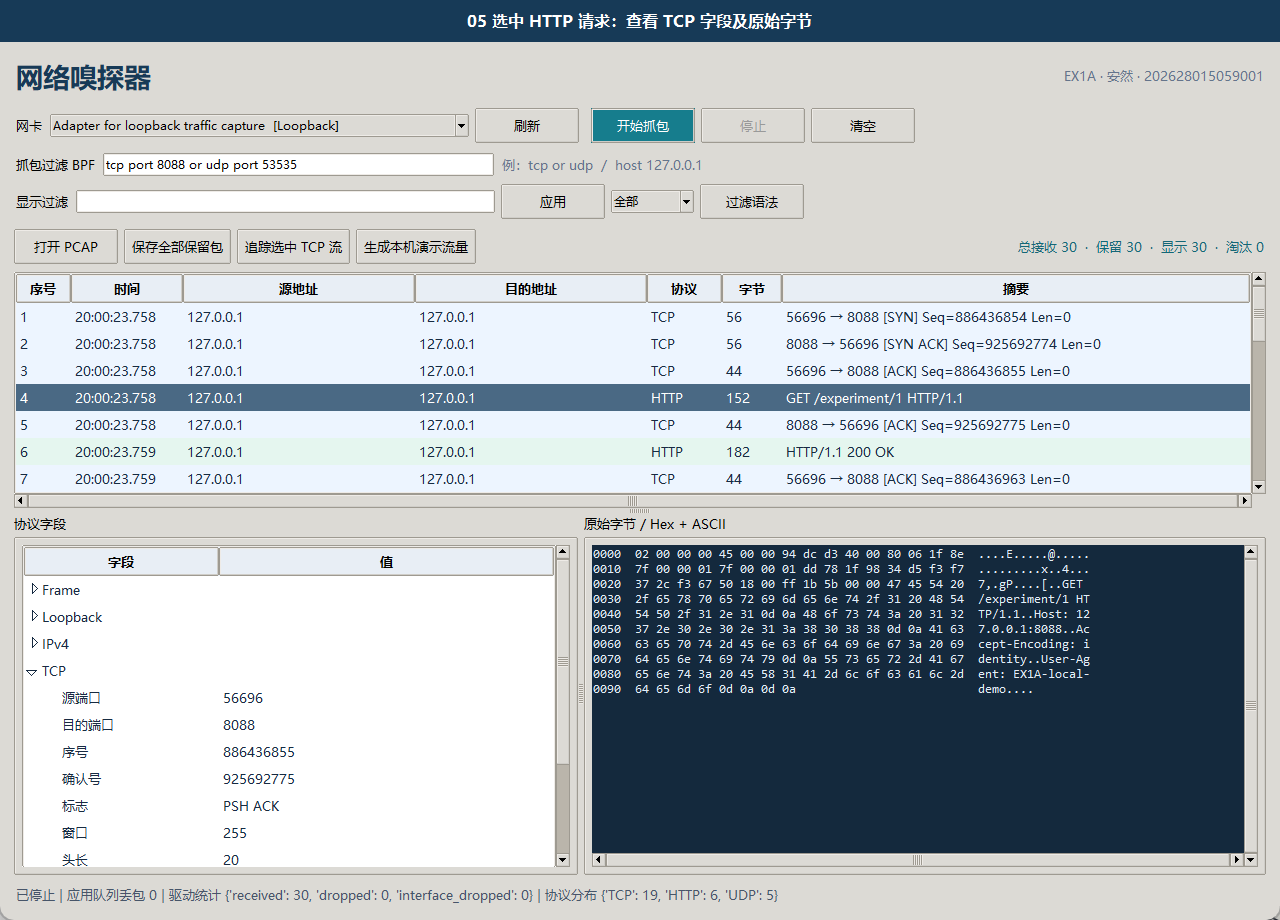 05 选中 HTTP 请求：查看 TCP 字段及原始字节
网络嗅探器
EX1A · 安然 · 202628015059001
网卡 Adapter for loopback traffic capture [Loopback] 刷新 开始抓包 停止 清空
抓包过滤 BPF tcp port 8088 or udp port 53535 例：tcp or udp / host 127.0.0.1
显示过滤 应用 全部 过滤语法
打开 PCAP 保存全部保留包 追踪选中 TCP 流 生成本机演示流量 总接收 30 · 保留 30 · 显示 30 · 淘汰 0
序号 时间 源地址 目的地址 协议 字节 摘要
1 20:00:23.758 127.0.0.1 127.0.0.1 TCP 56 56696 → 8088 [SYN] Seq=886436854 Len=0
2 20:00:23.758 127.0.0.1 127.0.0.1 TCP 56 8088 → 56696 [SYN ACK] Seq=925692774 Len=0
3 20:00:23.758 127.0.0.1 127.0.0.1 TCP 44 56696 → 8088 [ACK] Seq=886436855 Len=0
4 20:00:23.758 127.0.0.1 127.0.0.1 HTTP 152 GET /experiment/1 HTTP/1.1
5 20:00:23.758 127.0.0.1 127.0.0.1 TCP 44 8088 → 56696 [ACK] Seq=925692775 Len=0
6 20:00:23.759 127.0.0.1 127.0.0.1 HTTP 182 HTTP/1.1 200 OK
7 20:00:23.759 127.0.0.1 127.0.0.1 TCP 44 56696 → 8088 [ACK] Seq=886436963 Len=0
协议字段
字段 值
Frame
Loopback
IPv4
TCP
源端口 56696
目的端口 8088
序号 886436855
确认号 925692775
标志 PSH ACK
窗口 255
头长 20
原始字节 / Hex + ASCII
0000 02 00 00 00 45 00 00 94 dc d3 40 00 80 06 1f 8e ....E.....@.....
0010 7f 00 00 01 7f 00 00 01 dd 78 1f 98 34 d5 f3 f7 .........x..4...
0020 37 2c f3 67 50 18 00 ff 1b 5b 00 00 47 45 54 20 7,.gP....[..GET
0030 2f 65 78 70 65 72 69 6d 65 6e 74 2f 31 20 48 54 /experiment/1 HT
0040 54 50 2f 31 2e 31 0d 0a 48 6f 73 74 3a 20 31 32 TP/1.1..Host: 12
0050 37 2e 30 2e 30 2e 31 3a 38 30 38 38 0d 0a 41 63 7.0.0.1:8088..Ac
0060 63 65 70 74 2d 45 6e 63 6f 64 69 6e 67 3a 20 69 cept-Encoding: i
0070 64 65 6e 74 69 74 79 0d 0a 55 73 65 72 2d 41 67 dentity..User-Ag
0080 65 6e 74 3a 20 45 58 31 41 2d 6c 6f 63 61 6c 2d ent: EX1A-local-
0090 64 65 6d 6f 0d 0a 0d 0a demo....
已停止 | 应用队列丢包 0 | 驱动统计 {'received': 30, 'dropped': 0, 'interface_dropped': 0} | 协议分布 {'TCP': 19, 'HTTP': 6, 'UDP': 5}